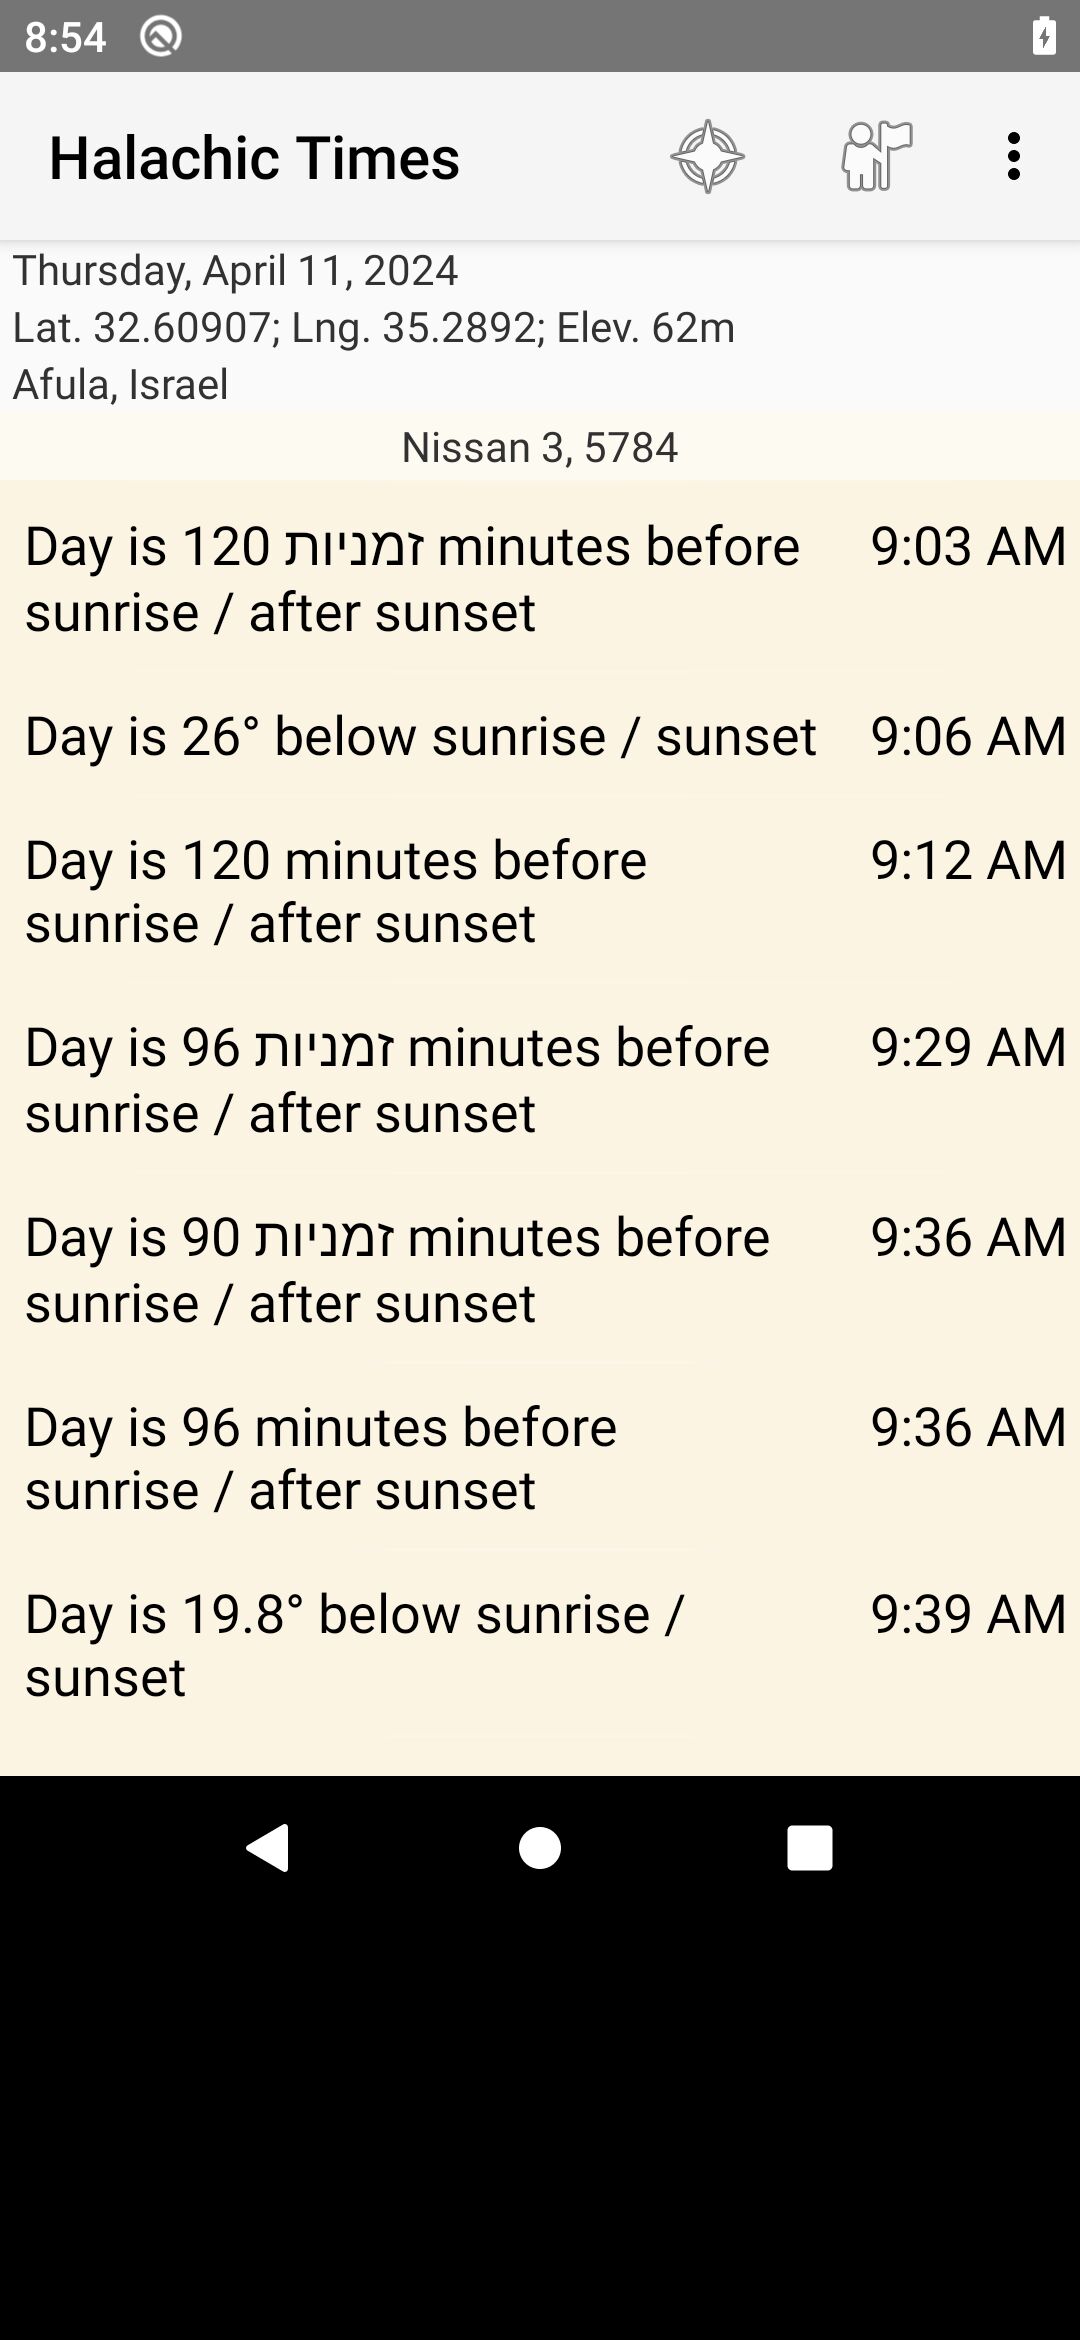 8:54
Halachic Times
Thursday, April 11, 2024
Lat. 32.60907; Lng. 35.2892; Elev. 62m
Afula, Israel
Nissan 3, 5784
Day is 120 זמניות minutes before 9:03 AM
sunrise / after sunset
Day is 26° below sunrise / sunset 9:06 AM
Day is 120 minutes before 9:12 AM
sunrise / after sunset
Day is 96 זמניות minutes before 9:29 AM
sunrise / after sunset
Day is 90 זמניות minutes before 9:36 AM
sunrise / after sunset
Day is 96 minutes before 9:36 AM
sunrise / after sunset
Day is 19.8° below sunrise / 9:39 AM
sunset